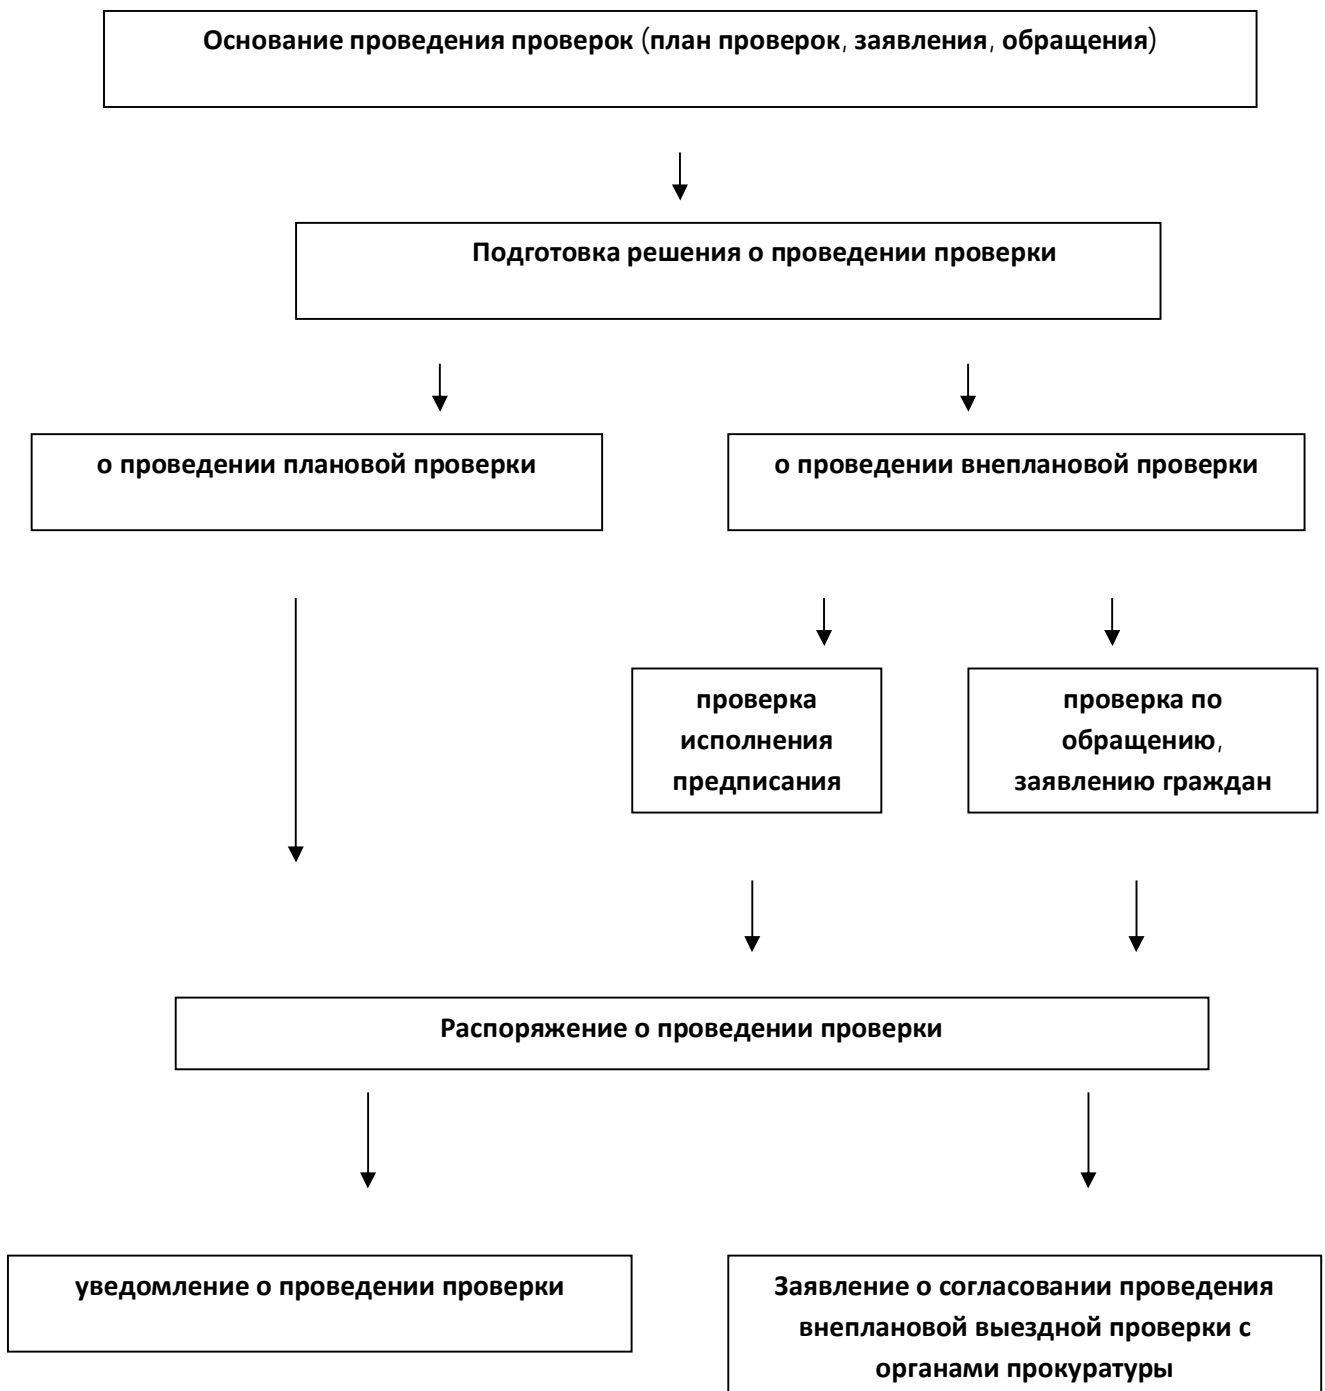 Основание проведения проверок (план проверок, заявления, обращения)
Подготовка решения о проведении проверки
о проведении плановой проверки
о проведении внеплановой проверки
проверка
исполнения
предписания
проверка по
обращению,
заявлению граждан
Распоряжение о проведении проверки
уведомление о проведении проверки
Заявление о согласовании проведения
внеплановой выездной проверки с
органами прокуратуры